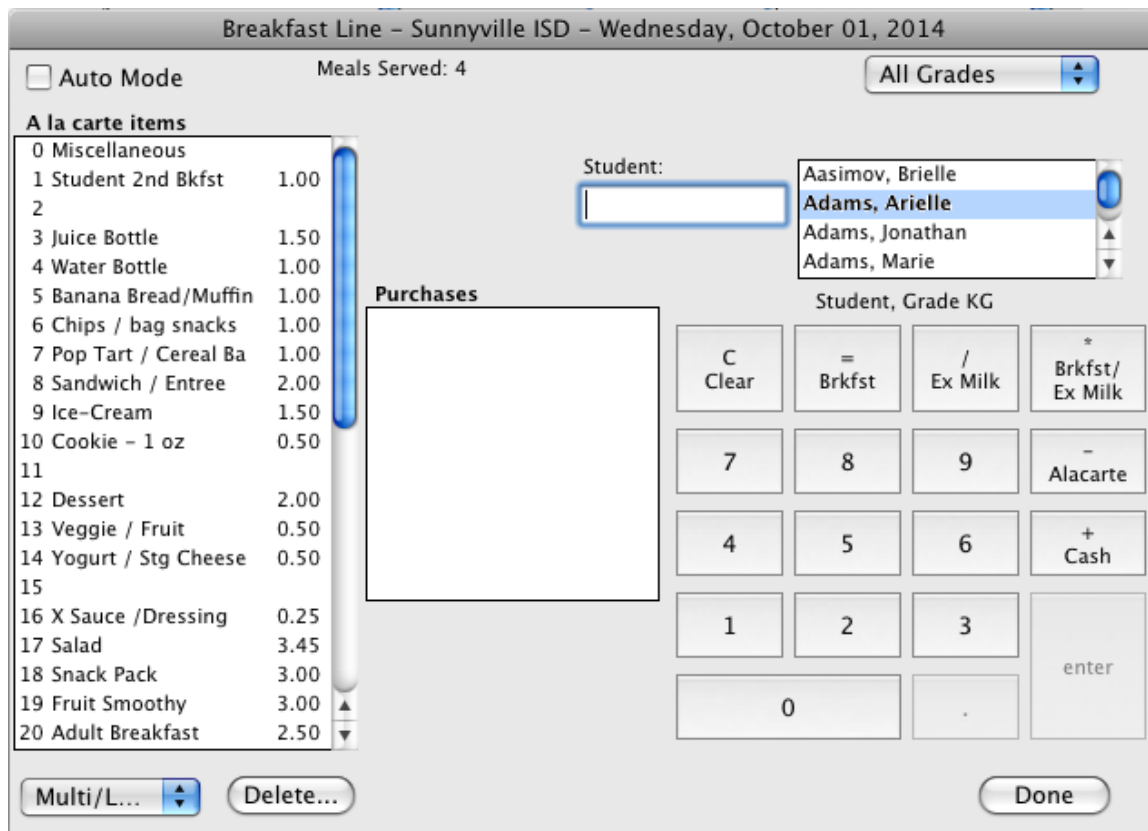 Breakfast Line – Sunnyville ISD – Wednesday, October 01, 2014
Auto Mode
Meals Served: 4
All Grades
A la carte items
0 Miscellaneous
1 Student 2nd Bkfst 1.00
2
3 Juice Bottle 1.50
4 Water Bottle 1.00
5 Banana Bread/Muffin 1.00
6 Chips / bag snacks 1.00
7 Pop Tart / Cereal Ba 1.00
8 Sandwich / Entree 2.00
9 Ice-Cream 1.50
10 Cookie – 1 oz 0.50
11
12 Dessert 2.00
13 Veggie / Fruit 0.50
14 Yogurt / Stg Cheese 0.50
15
16 X Sauce /Dressing 0.25
17 Salad 3.45
18 Snack Pack 3.00
19 Fruit Smoothy 3.00
20 Adult Breakfast 2.50
Student:
Aasimov, Brielle
Adams, Arielle
Adams, Jonathan
Adams, Marie
Purchases
Student, Grade KG
C
Clear
=
Brkfst
/
Ex Milk
*
Brkfst/
Ex Milk
7
8
9
–
Alacarte
4
5
6
+
Cash
1
2
3
enter
0
.
Multi/L...
Delete...
Done